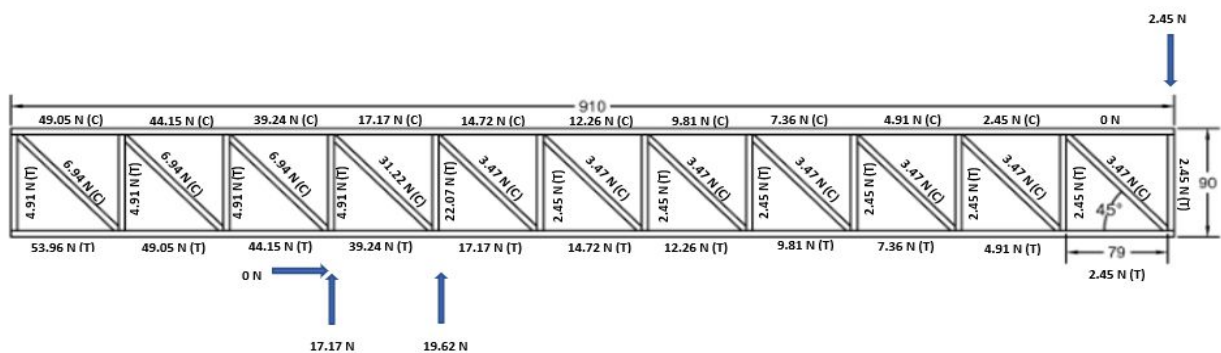 2.45 N
910
49.05 N (C) 44.15 N (C) 39.24 N (C) 17.17 N (C) 14.72 N (C) 12.26 N (C) 9.81 N (C) 7.36 N (C) 4.91 N (C) 2.45 N (C) 0 N
4.91 N (T) 6.94 N (C) 4.91 N (T) 6.94 N (C) 4.91 N (T) 6.94 N (C) 4.91 N (T) 31.22 N (C) 22.07 N (T) 3.47 N (C) 2.45 N (T) 3.47 N (C) 2.45 N (T) 3.47 N (C) 2.45 N (T) 3.47 N (C) 2.45 N (T) 3.47 N (C) 2.45 N (T) 3.47 N (C) 2.45 N (T) 3.47 N (C) 2.45 N (T) 90
45°
53.96 N (T) 49.05 N (T) 44.15 N (T) 39.24 N (T) 17.17 N (T) 14.72 N (T) 12.26 N (T) 9.81 N (T) 7.36 N (T) 4.91 N (T) 79
2.45 N (T)
0 N
17.17 N 19.62 N